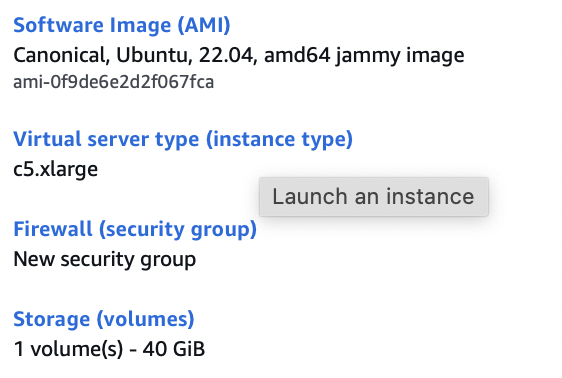 Software Image (AMI)
Canonical, Ubuntu, 22.04, amd64 jammy image
ami-0f9de6e2d2f067fca
Virtual server type (instance type)
c5.xlarge
Launch an instance
Firewall (security group)
New security group
Storage (volumes)
1 volume(s) - 40 GiB